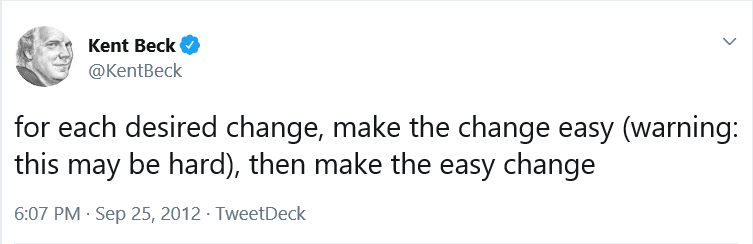 Kent Beck
@KentBeck
for each desired change, make the change easy (warning:
this may be hard), then make the easy change
6:07 PM · Sep 25, 2012 · TweetDeck